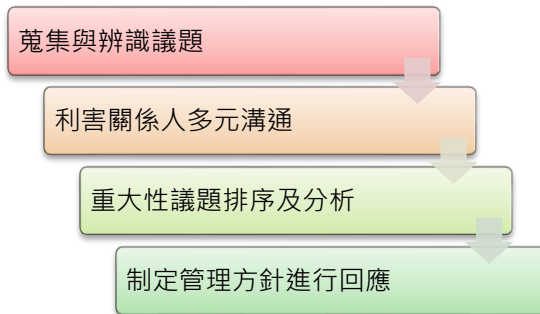 蒐集與辨識議題
利害關係人多元溝通
重大性議題排序及分析
制定管理方針進行回應